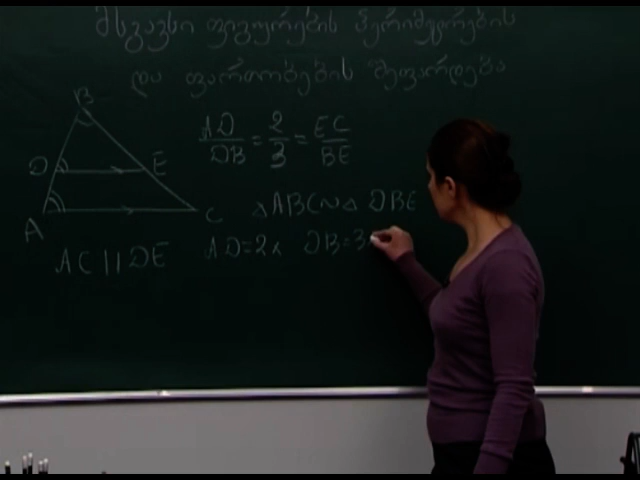 მსგავსი ფიგურების პერიმეტრების
და ფართობების შეფარდება
B
D
E
A
C
AD/DB = 2/3 = EC/BE
△ABC ~ △DBE
AC || DE
AD=2x DB=3x